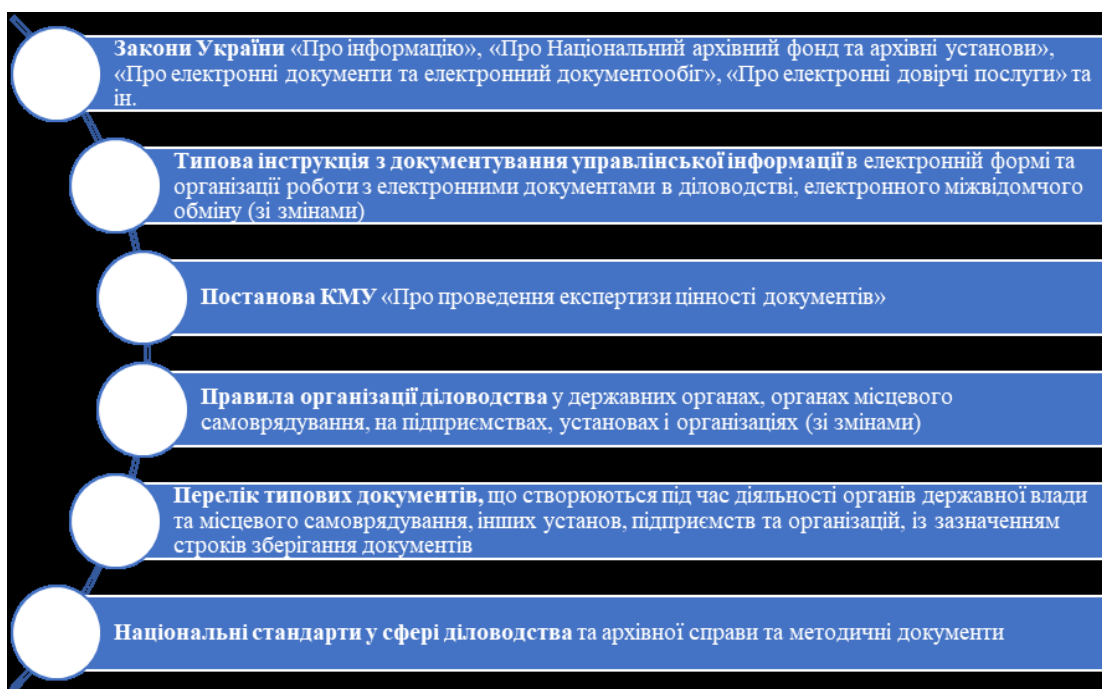 Закони України «Про інформацію», «Про Національний архівний фонд та архівні установи»,
«Про електронні документи та електронний документообіг», «Про електронні довірчі послуги» та
ін.
Типова інструкція з документування управлінської інформації в електронній формі та
організації роботи з електронними документами в діловодстві, електронного міжвідомчого
обміну (зі змінами)
Постанова КМУ «Про проведення експертизи цінності документів»
Правила організації діловодства у державних органах, органах місцевого
самоврядування, на підприємствах, установах і організаціях (зі змінами)
Перелік типових документів, що створюються під час діяльності органів державної влади
та місцевого самоврядування, інших установ, підприємств та організацій, із зазначенням
строків зберігання документів
Національні стандарти у сфері діловодства та архівної справи та методичні документи